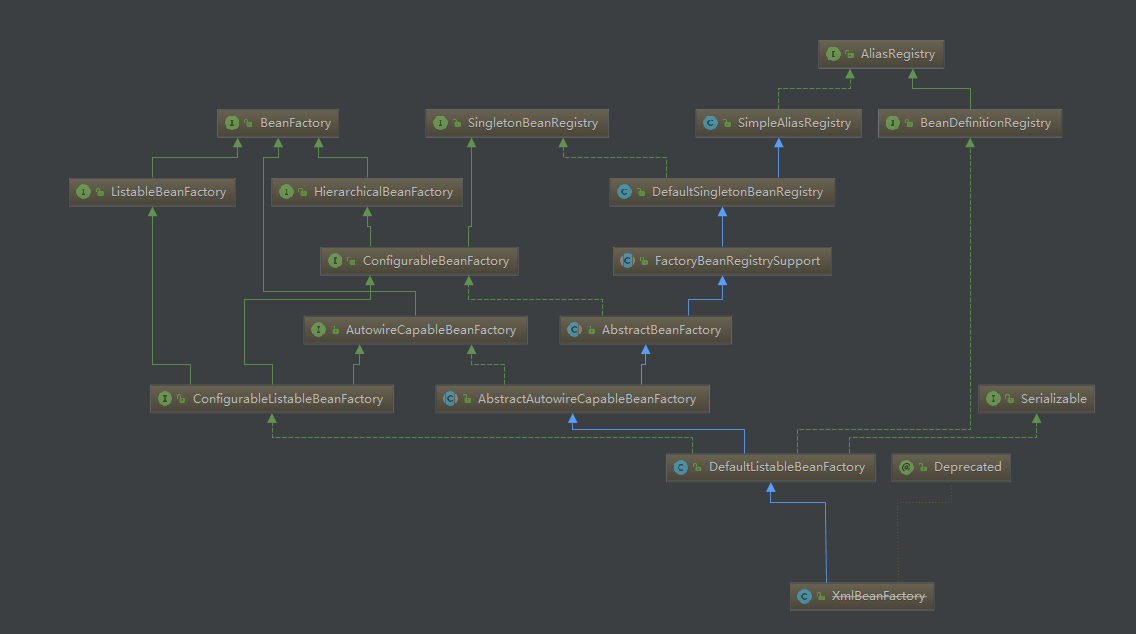 AliasRegistry
BeanFactory
SingletonBeanRegistry
SimpleAliasRegistry
BeanDefinitionRegistry
ListableBeanFactory
HierarchicalBeanFactory
DefaultSingletonBeanRegistry
ConfigurableBeanFactory
FactoryBeanRegistrySupport
AutowireCapableBeanFactory
AbstractBeanFactory
ConfigurableListableBeanFactory
AbstractAutowireCapableBeanFactory
Serializable
DefaultListableBeanFactory
Deprecated
XmlBeanFactory